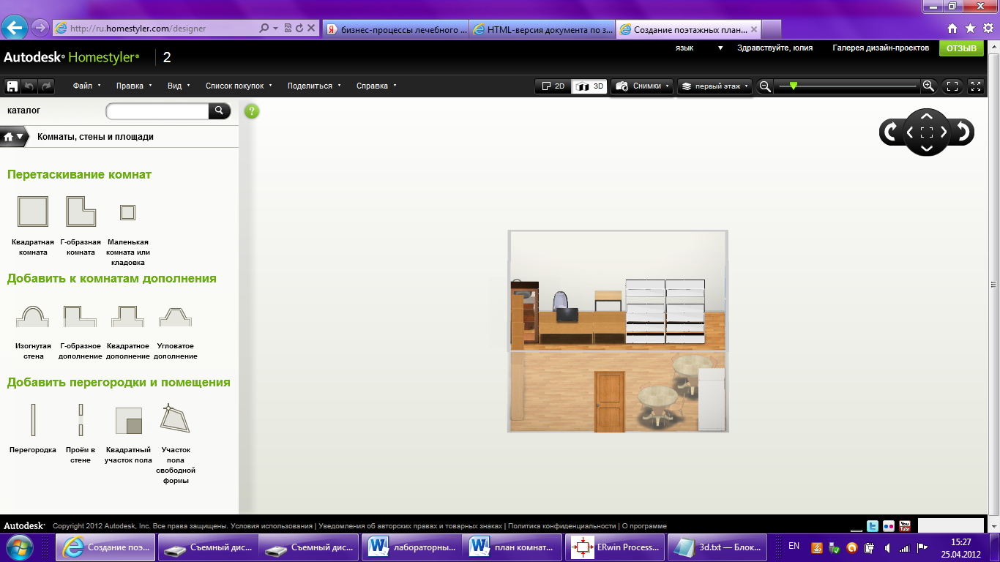 http://ru.homestyler.com/designer
бизнес-процессы лечебного ...
HTML-версия документа по з...
Создание поэтажных план...
Autodesk® Homestyler® 2
язык
Здравствуйте, юлия
Галерея дизайн-проектов
ОТЗЫВ
Файл
Правка
Вид
Список покупок
Поделиться
Справка
2D
3D
Снимки
первый этаж
каталог
?
Комнаты, стены и площади
Перетаскивание комнат
Квадратная комната
Г-образная комната
Маленькая комната или кладовка
Добавить к комнатам дополнения
Изогнутая стена
Г-образное дополнение
Квадратное дополнение
Угловатое дополнение
Добавить перегородки и помещения
Перегородка
Проём в стене
Квадратный участок пола
Участок пола свободной формы
Autodesk®
Copyright 2012 Autodesk, Inc. Все права защищены. Условия использования | Уведомления об авторских правах и товарных знаках | Политика конфиденциальности | О программе
You Tube
Создание поэ...
Съемный дис...
Съемный дис...
лабораторны...
план комнат...
ERwin Process...
3d.txt — Блок...
EN
15:27
25.04.2012